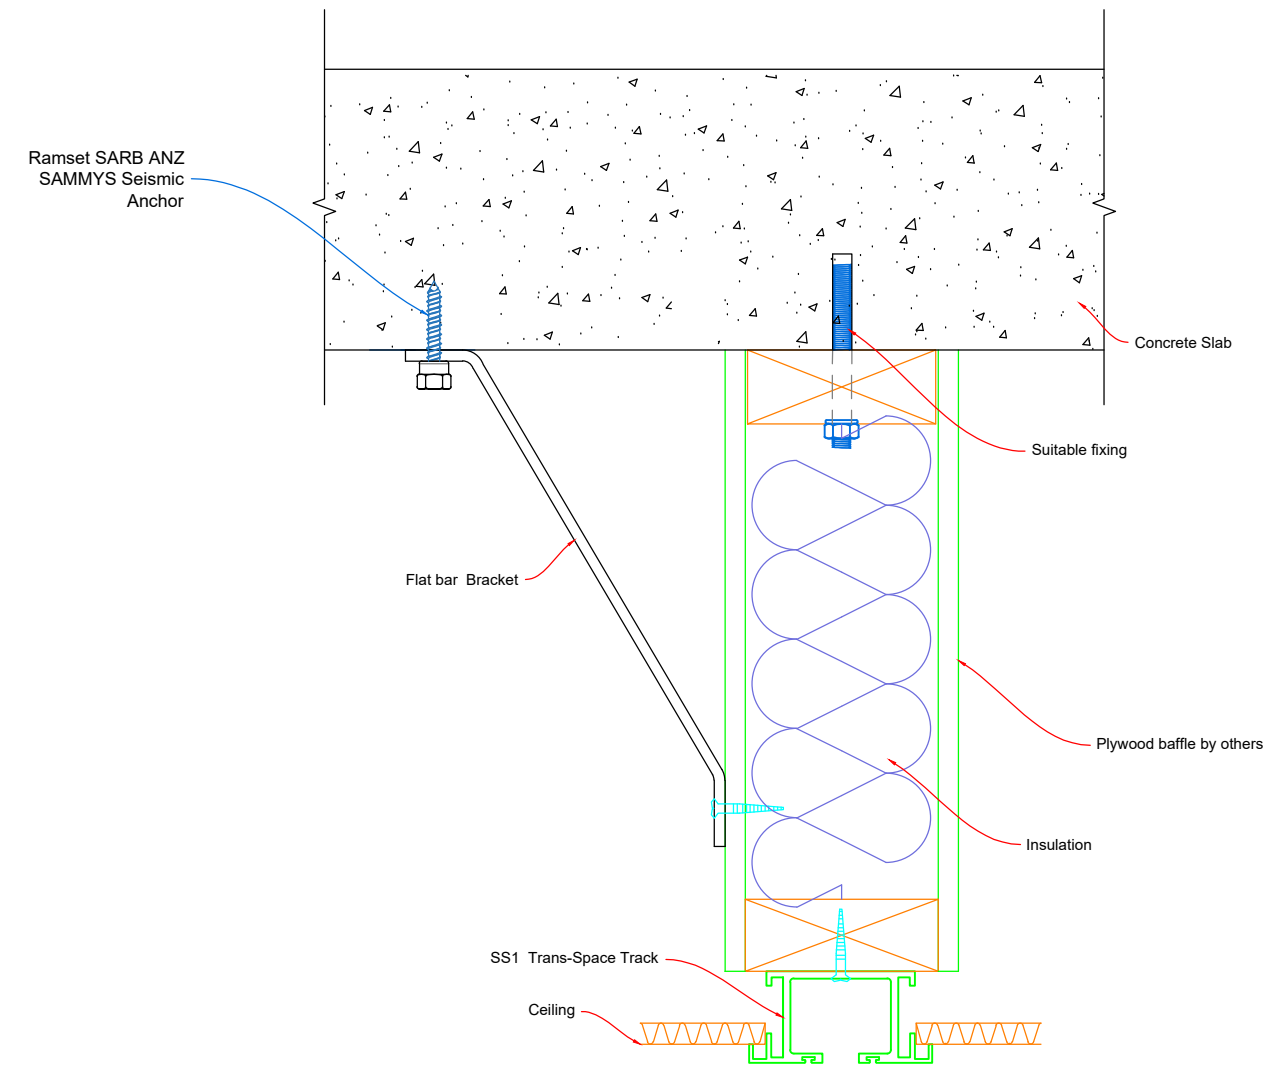 Ramset SARB ANZ
SAMMYS Seismic
Anchor
Concrete Slab
Suitable fixing
Flat bar  Bracket
Plywood baffle by others
Insulation
SS1  Trans-Space Track
Ceiling